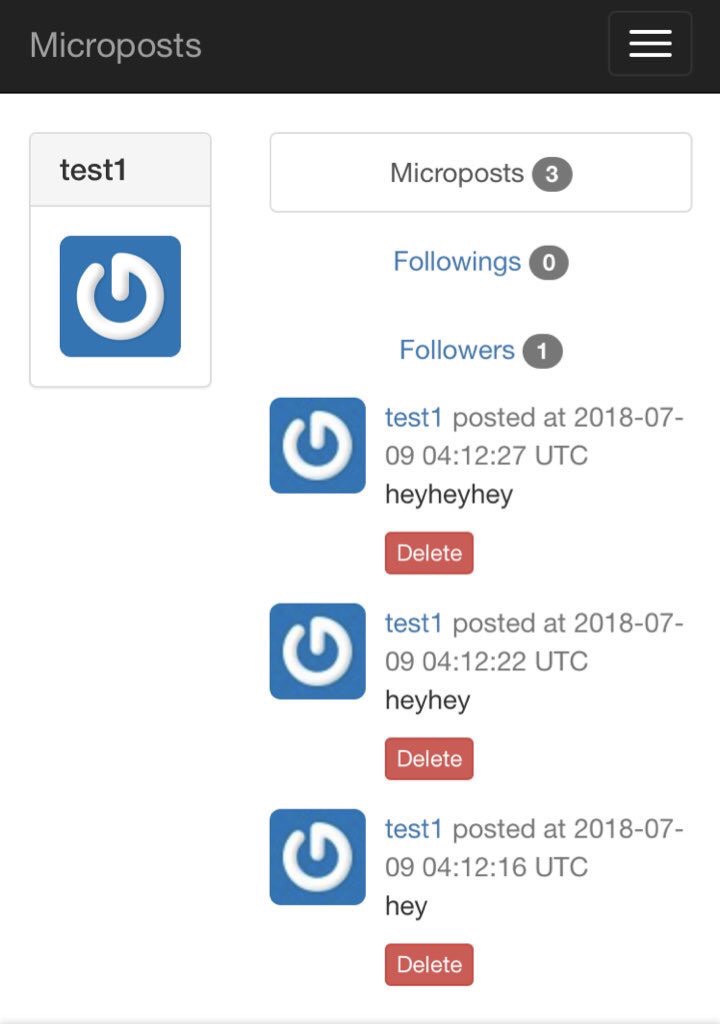 Microposts
test1
Microposts 3
Followings 0
Followers 1
test1 posted at 2018-07-
09 04:12:27 UTC
heyheyhey
Delete
test1 posted at 2018-07-
09 04:12:22 UTC
heyhey
Delete
test1 posted at 2018-07-
09 04:12:16 UTC
hey
Delete